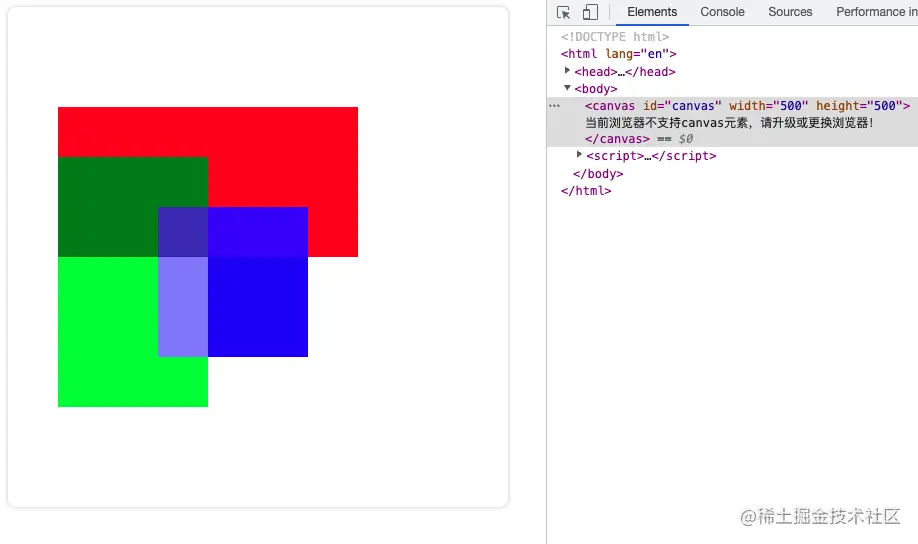 Elements Console Sources Performance in
<!DOCTYPE html>
<html lang="en">
<head>…</head>
<body>
<canvas id="canvas" width="500" height="500">
当前浏览器不支持canvas元素，请升级或更换浏览器！
</canvas> == $0
<script>…</script>
</body>
</html>
@稀土掘金技术社区